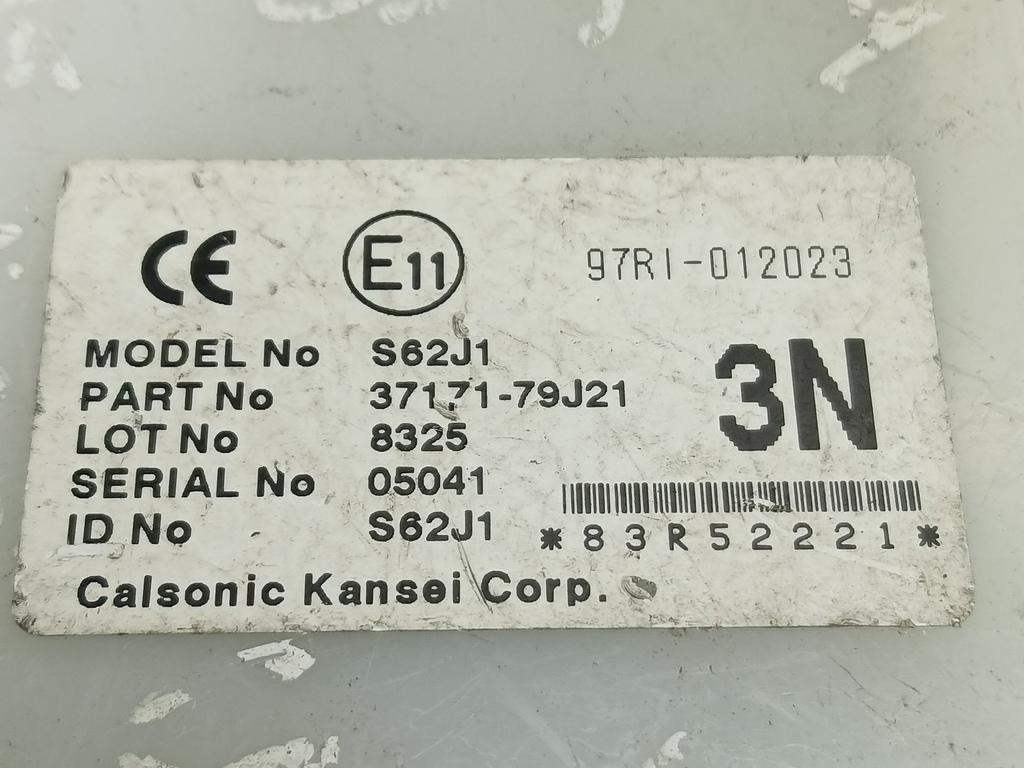 CE E11 97RI-012023
MODEL No S62J1
PART No 37171-79J21
3N
LOT No 8325
SERIAL No 05041
ID No S62J1
*83R52221*
Calsonic Kansei Corp.